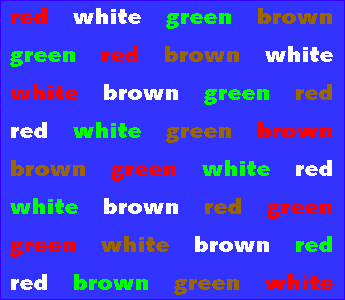 red white green brown
green red brown white
white brown green red
red white green brown
brown green white red
white brown red green
green white brown red
red brown green white